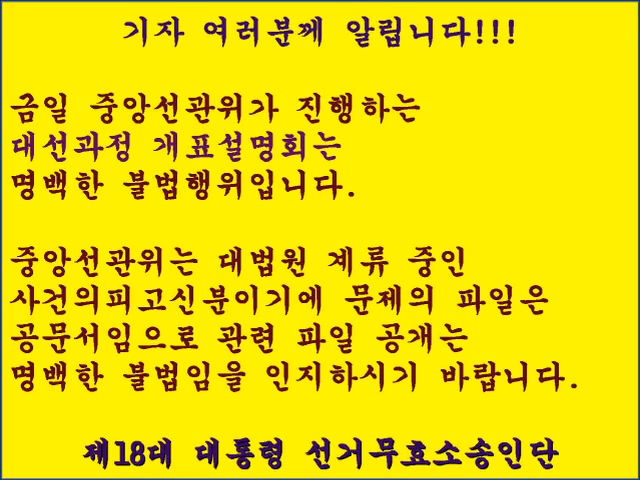 기자 여러분께 알립니다!!!
금일 중앙선관위가 진행하는
대선과정 개표설명회는
명백한 불법행위입니다.
중앙선관위는 대법원 계류 중인
사건의피고신분이기에 문제의 파일은
공문서임으로 관련 파일 공개는
명백한 불법임을 인지하시기 바랍니다.
제18대 대통령 선거무효소송인단